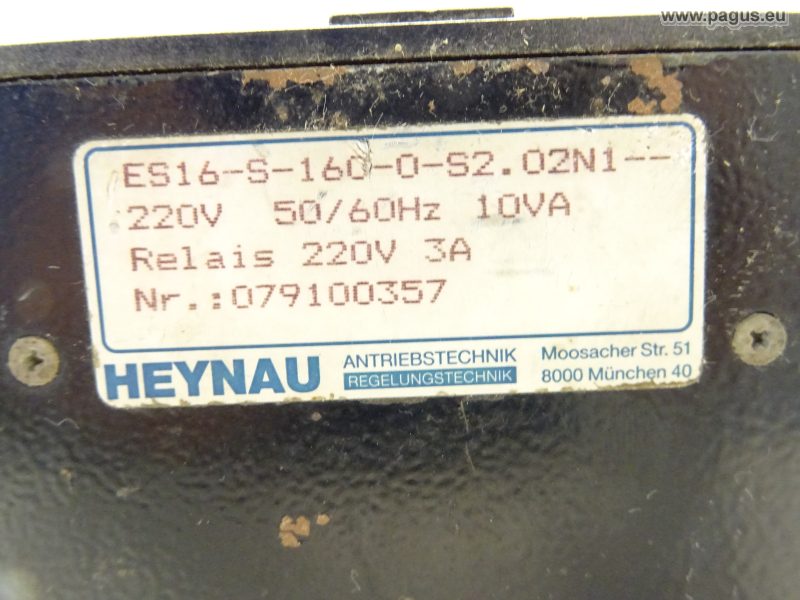 www.pagus.eu
ES16-S-160-0-S2.02N1--
220V 50/60Hz 10VA
Relais 220V 3A
Nr.:079100357
HEYNAU
ANTRIEBSTECHNIK
REGELUNGSTECHNIK
Moosacher Str. 51
8000 München 40